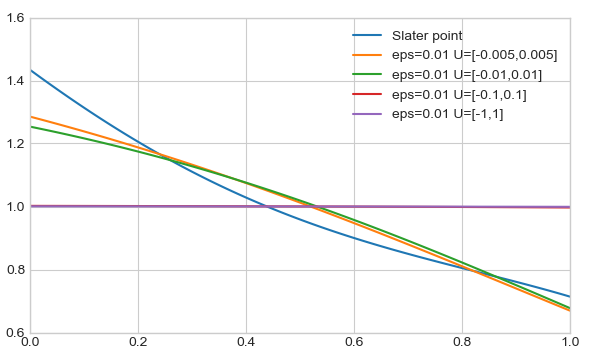 1.6
1.4
1.2
1.0
0.8
0.6
0.0 0.2 0.4 0.6 0.8 1.0
Slater point
eps=0.01 U=[-0.005,0.005]
eps=0.01 U=[-0.01,0.01]
eps=0.01 U=[-0.1,0.1]
eps=0.01 U=[-1,1]